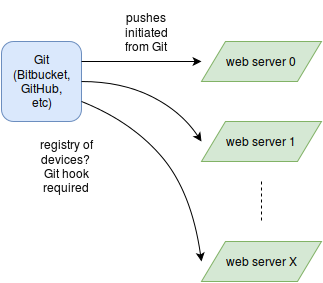 pushes
initiated
from Git
Git
(Bitbucket,
GitHub,
etc)
web server 0
web server 1
registry of
devices?
Git hook
required
web server X